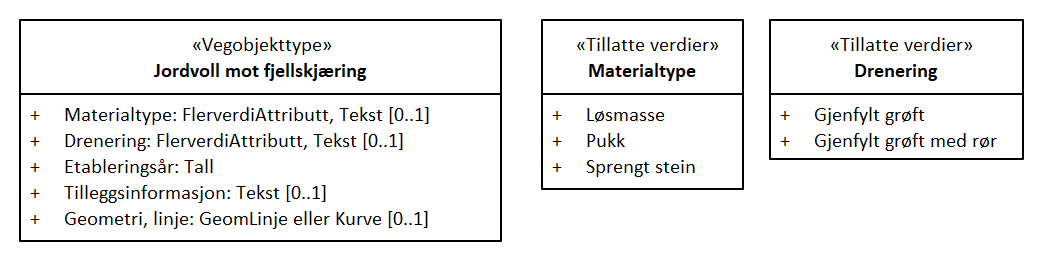 «Vegobjekttype»
Jordvoll mot fjellskjæring
+ Materialtype: FlerverdiAttributt, Tekst [0..1]
+ Drenering: FlerverdiAttributt, Tekst [0..1]
+ Etableringsår: Tall
+ Tilleggsinformasjon: Tekst [0..1]
+ Geometri, linje: GeomLinje eller Kurve [0..1]
«Tillatte verdier»
Materialtype
+ Løsmasse
+ Pukk
+ Sprengt stein
«Tillatte verdier»
Drenering
+ Gjenfylt grøft
+ Gjenfylt grøft med rør